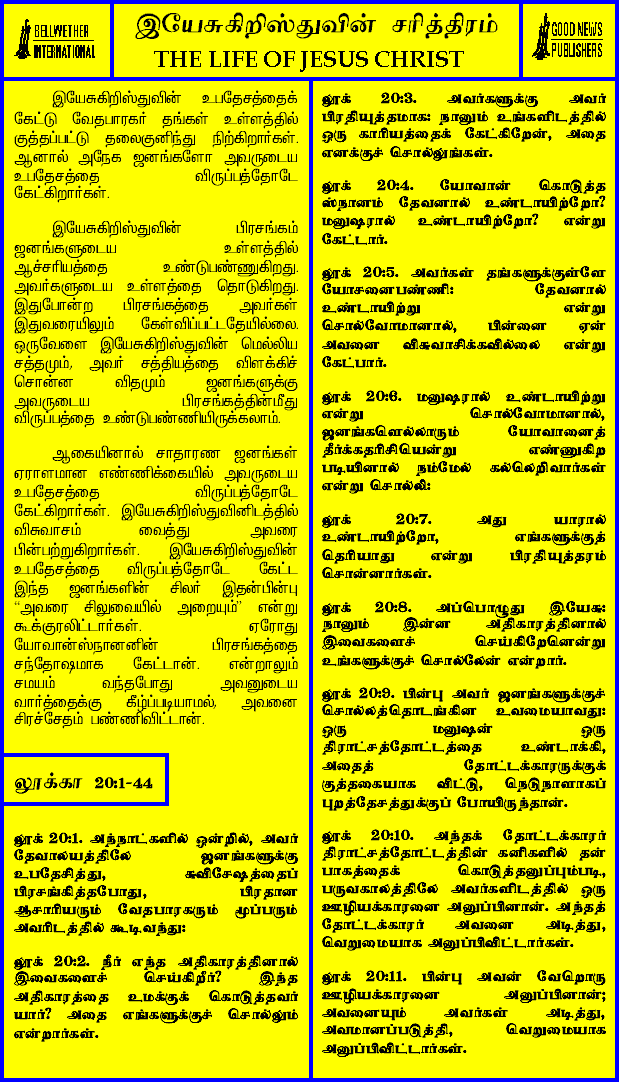 BELLWETHER
INTERNATIONAL
இயேசுகிறிஸ்துவின் சரித்திரம்
THE LIFE OF JESUS CHRIST
GOOD NEWS
PUBLISHERS
இயேசுகிறிஸ்துவின் உபதேசத்தைக்
கேட்டு வேதபாரகர் தங்கள் உள்ளத்தில்
குத்தப்பட்டு தலைகுனிந்து நிற்கிறார்கள்.
ஆனால் அநேக ஜனங்களோ அவருடைய
உபதேசத்தை விருப்பத்தோடே
கேட்கிறார்கள்.
இயேசுகிறிஸ்துவின் பிரசங்கம்
ஜனங்களுடைய உள்ளத்தில்
ஆச்சரியத்தை உண்டுபண்ணுகிறது.
அவர்களுடைய உள்ளத்தை தொடுகிறது.
இதுபோன்ற பிரசங்கத்தை அவர்கள்
இதுவரையிலும் கேள்விப்பட்டதேயில்லை.
ஒருவேளை இயேசுகிறிஸ்துவின் மெல்லிய
சத்தமும், அவர் சத்தியத்தை விளக்கிச்
சொன்ன விதமும் ஜனங்களுக்கு
அவருடைய பிரசங்கத்தின்மீது
விருப்பத்தை உண்டுபண்ணியிருக்கலாம்.
ஆகையினால் சாதாரண ஜனங்கள்
ஏராளமான எண்ணிக்கையில் அவருடைய
உபதேசத்தை விருப்பத்தோடே
கேட்கிறார்கள். இயேசுகிறிஸ்துவினிடத்தில்
விசுவாசம் வைத்து அவரை
பின்பற்றுகிறார்கள். இயேசுகிறிஸ்துவின்
உபதேசத்தை விருப்பத்தோடே கேட்ட
இந்த ஜனங்களின் சிலர் இதன்பின்பு
“அவரை சிலுவையில் அறையும்” என்று
கூக்குரலிட்டார்கள். ஏரோது
யோவான்ஸ்நானனின் பிரசங்கத்தை
சந்தோஷமாக கேட்டான். என்றாலும்
சமயம் வந்தபோது அவனுடைய
வார்த்தைக்கு கீழ்ப்படியாமல், அவனை
சிரச்சேதம் பண்ணிவிட்டான்.
லூக்கா 20:1-44
லூக் 20:1. அந்நாட்களில் ஒன்றில், அவர்
தேவாலயத்திலே ஜனங்களுக்கு
உபதேசித்து, சுவிசேஷத்தைப்
பிரசங்கித்தபோது, பிரதான
ஆசாரியரும் வேதபாரகரும் மூப்பரும்
அவரிடத்தில் கூடிவந்து:
லூக் 20:2. நீர் எந்த அதிகாரத்தினால்
இவைகளைச் செய்கிறீர்? இந்த
அதிகாரத்தை உமக்குக் கொடுத்தவர்
யார்? அதை எங்களுக்குச் சொல்லும்
என்றார்கள்.
லூக் 20:3. அவர்களுக்கு அவர்
பிரதியுத்தமாக: நானும் உங்களிடத்தில்
ஒரு காரியத்தைக் கேட்கிறேன், அதை
எனக்குச் சொல்லுங்கள்.
லூக் 20:4. யோவான் கொடுத்த
ஸ்நானம் தேவனால் உண்டாயிற்றோ?
மனுஷரால் உண்டாயிற்றோ? என்று
கேட்டார்.
லூக் 20:5. அவர்கள் தங்களுக்குள்ளே
யோசனைபண்ணி: தேவனால்
உண்டாயிற்று என்று
சொல்வோமானால், பின்னை ஏன்
அவனை விசுவாசிக்கவில்லை என்று
கேட்பார்.
லூக் 20:6. மனுஷரால் உண்டாயிற்று
என்று சொல்வோமானால்,
ஜனங்களெல்லாரும் யோவானைத்
தீர்க்கதரிசியென்று எண்ணுகிற
படியினால் நம்மேல் கல்லெறிவார்கள்
என்று சொல்லி:
லூக் 20:7. அது யாரால்
உண்டாயிற்றோ, எங்களுக்குத்
தெரியாது என்று பிரதியுத்தரம்
சொன்னார்கள்.
லூக் 20:8. அப்பொழுது இயேசு:
நானும் இன்ன அதிகாரத்தினால்
இவைகளைச் செய்கிறேனென்று
உங்களுக்குச் சொல்லேன் என்றார்.
லூக் 20:9. பின்பு அவர் ஜனங்களுக்குச்
சொல்லத்தொடங்கின உவமையாவது:
ஒரு மனுஷன் ஒரு
திராட்சத்தோட்டத்தை உண்டாக்கி,
அதைத் தோட்டக்காரருக்குக்
குத்தகையாக விட்டு, நெடுநாளாகப்
புறத்தேசத்துக்குப் போயிருந்தான்.
லூக் 20:10. அந்தத் தோட்டக்காரர்
திராட்சத்தோட்டத்தின் கனிகளில் தன்
பாகத்தைக் கொடுத்தனுப்பும்படி,
பருவகாலத்திலே அவர்களிடத்தில் ஒரு
ஊழியக்காரனை அனுப்பினான். அந்தத்
தோட்டக்காரர் அவனை அடித்து,
வெறுமையாக அனுப்பிவிட்டார்கள்.
லூக் 20:11. பின்பு அவன் வேறொரு
ஊழியக்காரனை அனுப்பினான்;
அவனையும் அவர்கள் அடித்து,
அவமானப்படுத்தி, வெறுமையாக
அனுப்பிவிட்டார்கள்.